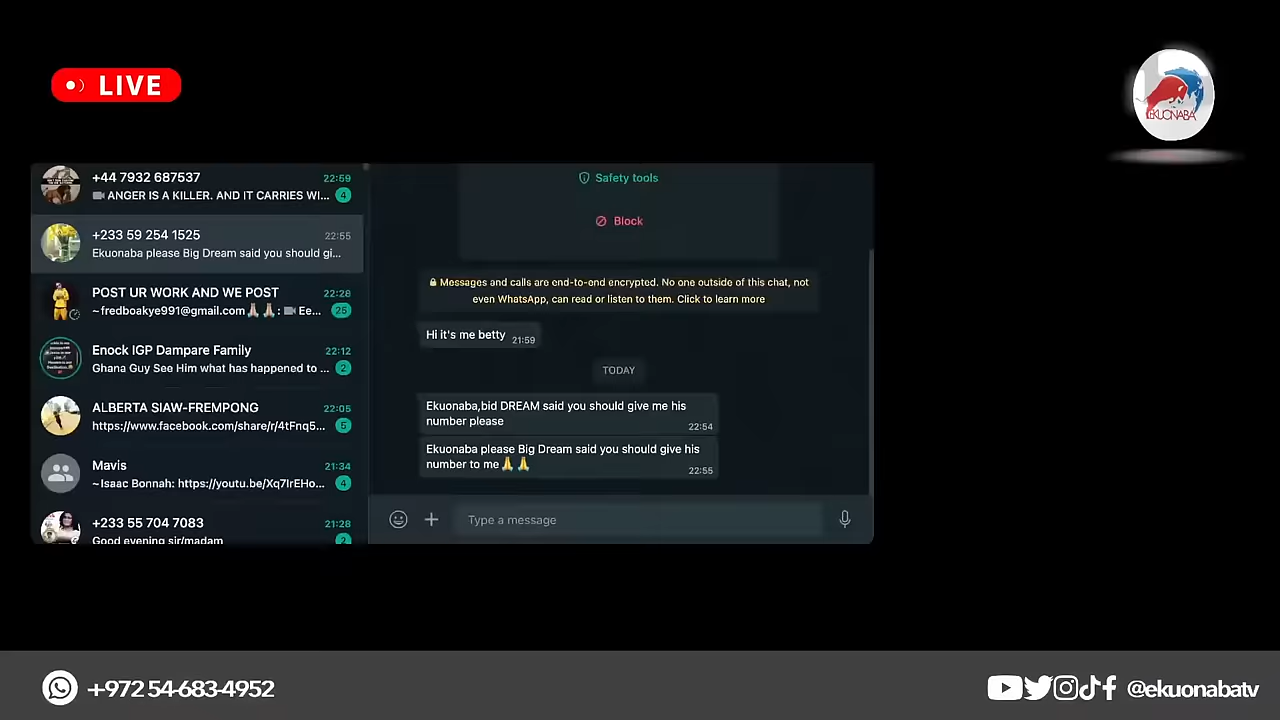 LIVE
EKUONABA
+44 7932 687537
22:59
ANGER IS A KILLER. AND IT CARRIES WI...
4
+233 59 254 1525
22:55
Ekuonaba please Big Dream said you should gi...
POST UR WORK AND WE POST
22:28
~fredboakye991@gmail.com🙏🏽🙏🏽: Ee...
25
Enock IGP Dampare Family
22:12
Ghana Guy See Him what has happened to ...
2
ALBERTA SIAW-FREMPONG
22:05
https://www.facebook.com/share/r/4tFnq5...
5
Mavis
21:34
~Isaac Bonnah: https://youtu.be/Xq7lrEHo...
4
+233 55 704 7083
21:28
Good evening sir/madam
2
Safety tools
Block
Messages and calls are end-to-end encrypted. No one outside of this chat, not
even WhatsApp, can read or listen to them. Click to learn more
Hi it's me betty 21:59
TODAY
Ekuonaba,bid DREAM said you should give me his
number please
22:54
Ekuonaba please Big Dream said you should give his
number to me🙏🙏
22:55
Type a message
+972 54-683-4952
@ekuonabatv